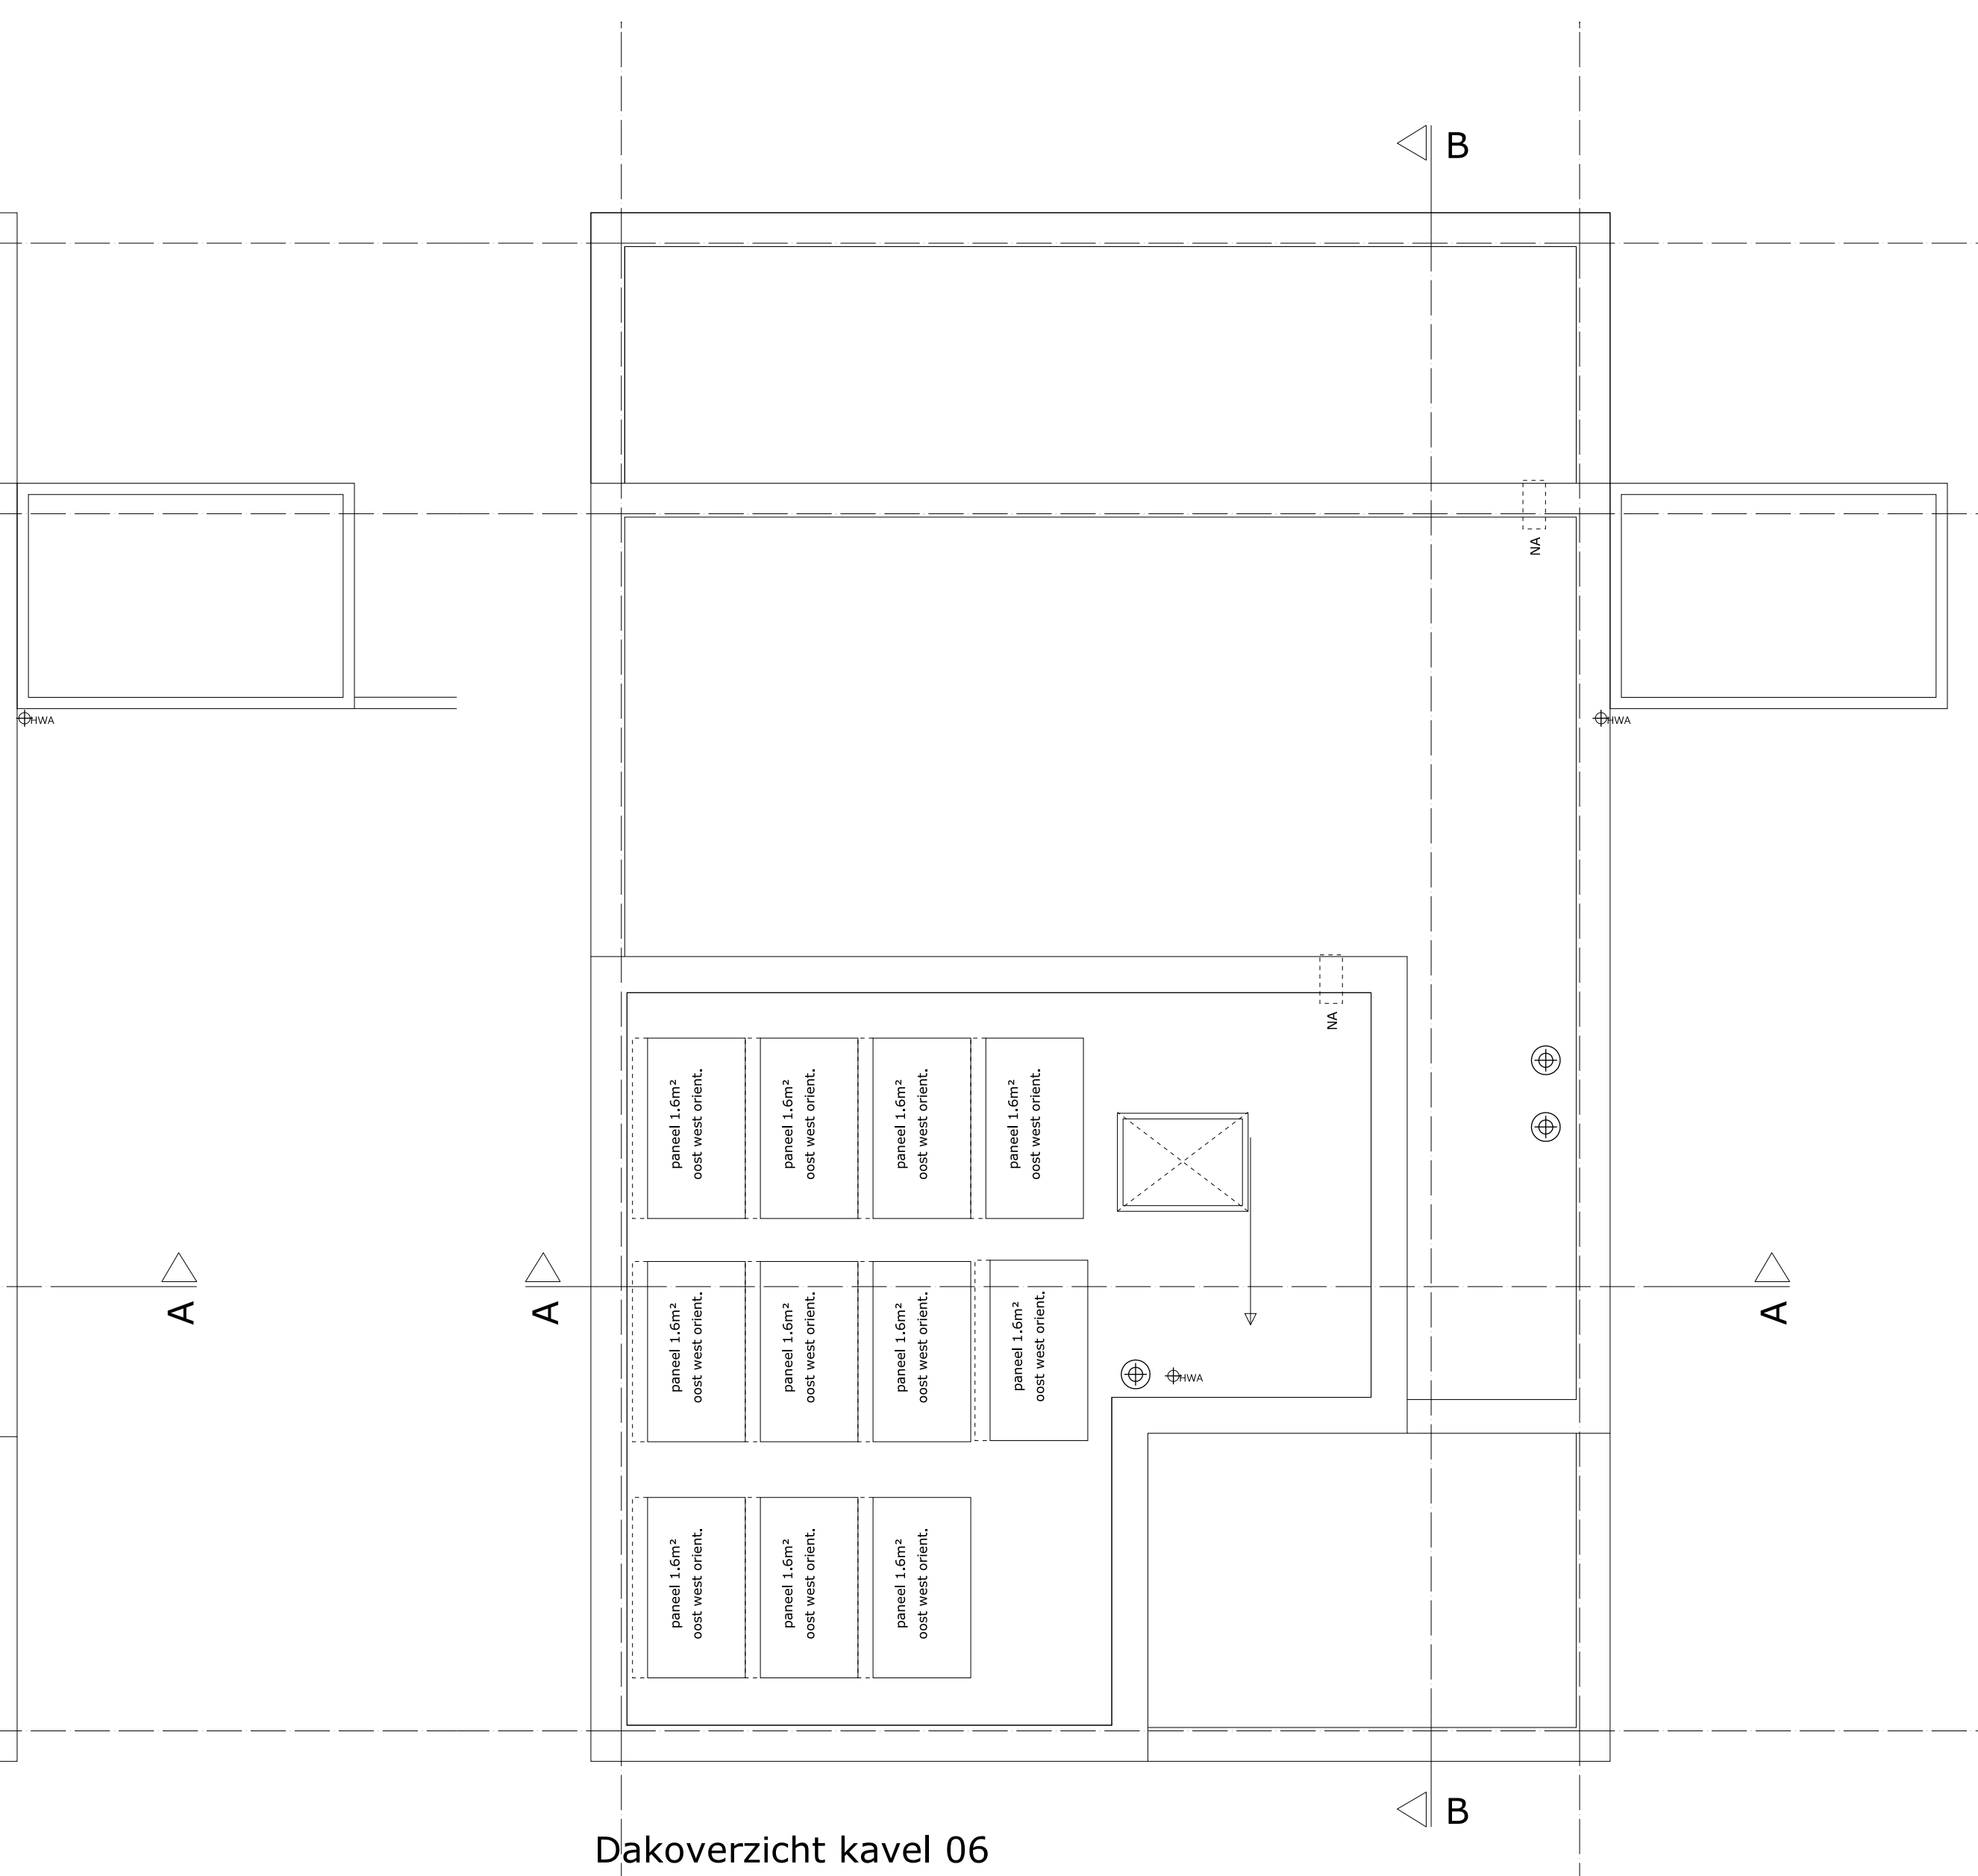 B
NA
HWA
HWA
NA
paneel 1.6m²
oost west orient.
paneel 1.6m²
oost west orient.
paneel 1.6m²
oost west orient.
paneel 1.6m²
oost west orient.
A
A
A
paneel 1.6m²
oost west orient.
paneel 1.6m²
oost west orient.
paneel 1.6m²
oost west orient.
paneel 1.6m²
oost west orient.
HWA
paneel 1.6m²
oost west orient.
paneel 1.6m²
oost west orient.
paneel 1.6m²
oost west orient.
B
Dakoverzicht kavel 06